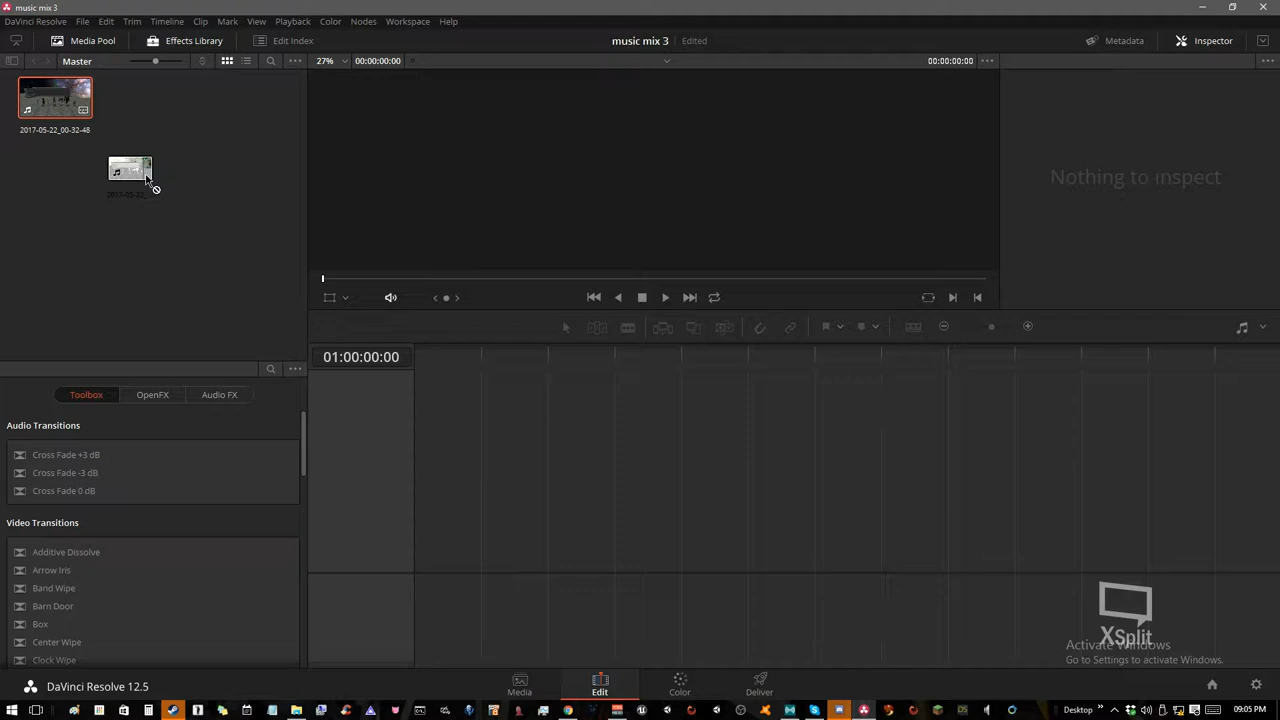 music mix 3
DaVinci Resolve File Edit Trim Timeline Clip Mark View Playback Color Nodes Workspace Help
Media Pool Effects Library Edit Index music mix 3 Edited Metadata Inspector
Master 27% 00:00:00:00 00:00:00:00
2017-05-22_00-32-48
2017-05-22_
Nothing to inspect
01:00:00:00
Toolbox OpenFX Audio FX
Audio Transitions
Cross Fade +3 dB
Cross Fade -3 dB
Cross Fade 0 dB
Video Transitions
Additive Dissolve
Arrow Iris
Band Wipe
Barn Door
Box
Center Wipe
Clock Wipe
XSplit
Activate Windows
Go to Settings to activate Windows.
DaVinci Resolve 12.5 Media Edit Color Deliver
Desktop 09:05 PM